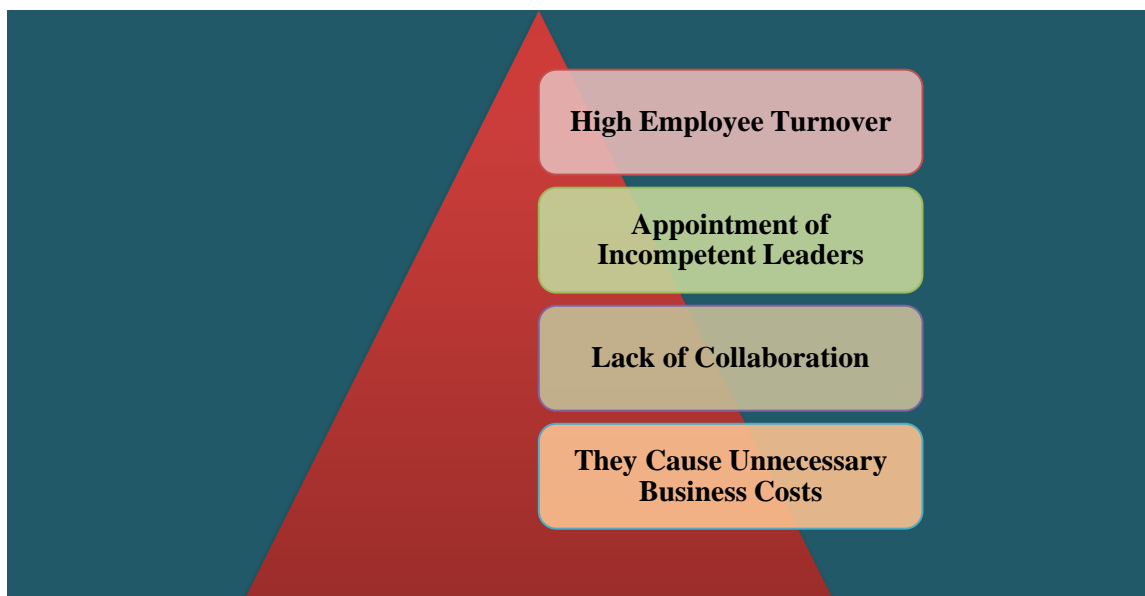 High Employee Turnover
Appointment of
Incompetent Leaders
Lack of Collaboration
They Cause Unnecessary
Business Costs